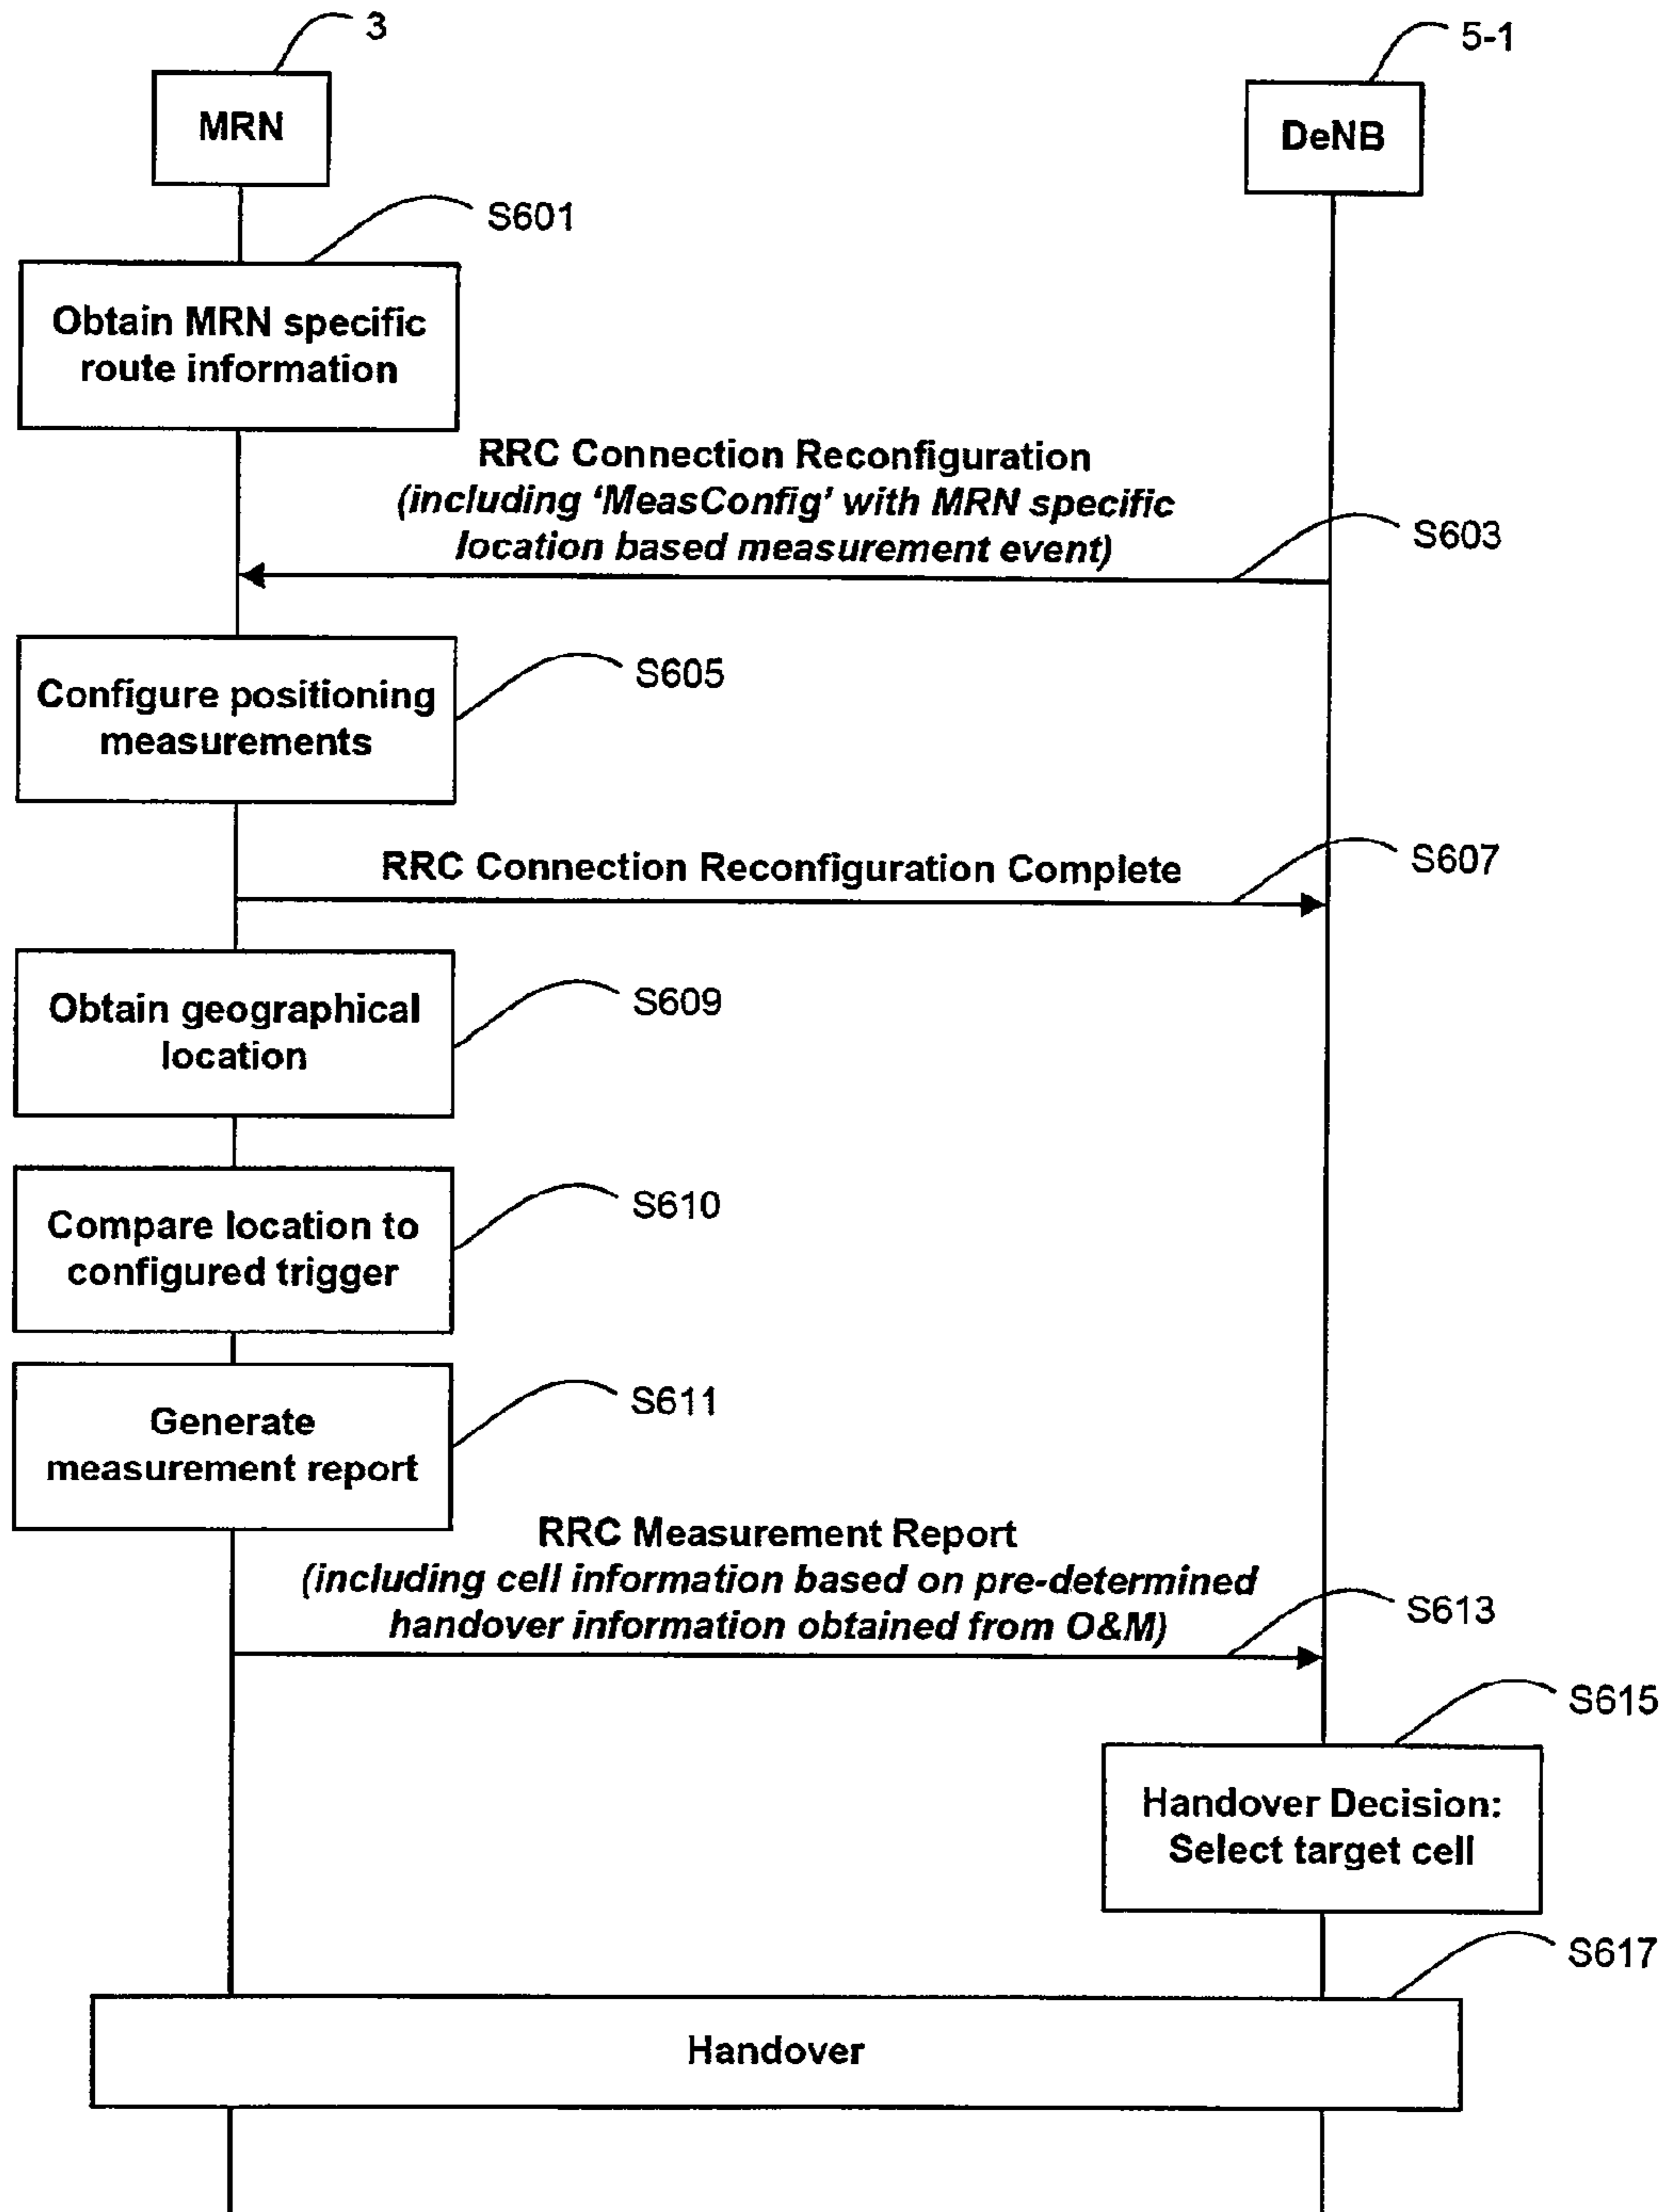 3
5-1
MRN
DeNB
S601
Obtain MRN specific
route information
RRC Connection Reconfiguration
(including 'MeasConfig' with MRN specific
location based measurement event)
S603
S605
Configure positioning
measurements
RRC Connection Reconfiguration Complete
S607
S609
Obtain geographical
location
S610
Compare location to
configured trigger
S611
Generate
measurement report
RRC Measurement Report
(including cell information based on pre-determined
handover information obtained from O&M)
S613
S615
Handover Decision:
Select target cell
S617
Handover